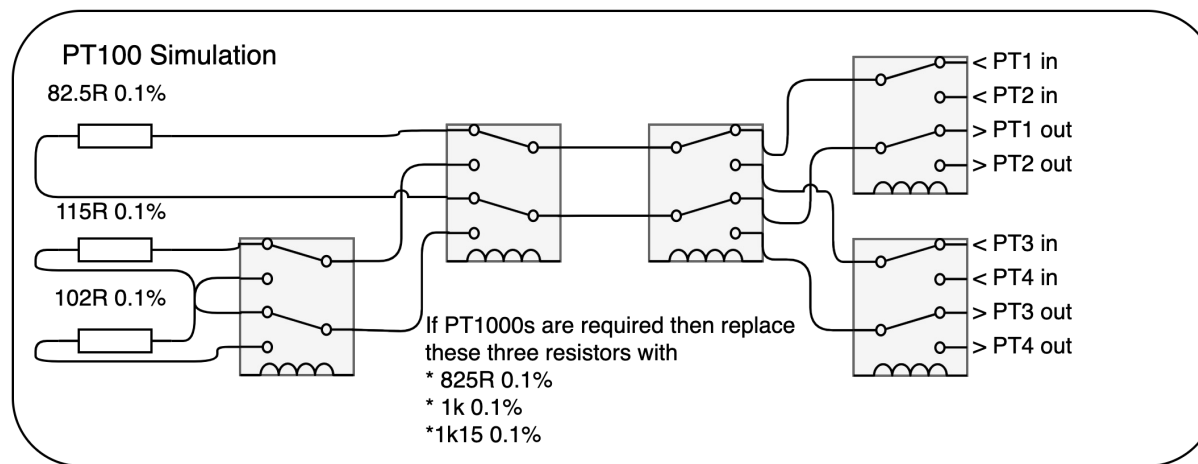 PT100 Simulation
82.5R 0.1%
115R 0.1%
102R 0.1%
If PT1000s are required then replace
these three resistors with
* 825R 0.1%
* 1k 0.1%
*1k15 0.1%
< PT1 in
< PT2 in
> PT1 out
> PT2 out
< PT3 in
< PT4 in
> PT3 out
> PT4 out